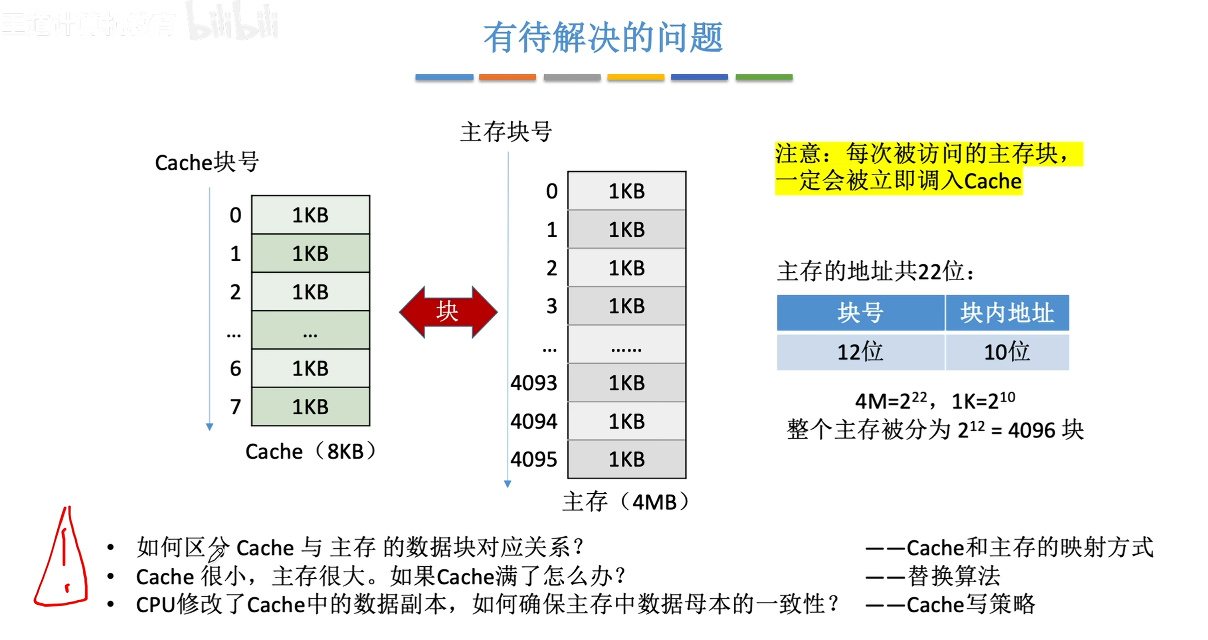 王道计算机教育 bilibili
有待解决的问题
Cache块号
0 1KB
1 1KB
2 1KB
... ...
6 1KB
7 1KB
Cache（8KB）
块
主存块号
0 1KB
1 1KB
2 1KB
3 1KB
... ……
4093 1KB
4094 1KB
4095 1KB
主存（4MB）
注意：每次被访问的主存块，
一定会被立即调入Cache
主存的地址共22位：
块号 块内地址
12位 10位
4M=2²²，1K=2¹⁰
整个主存被分为 2¹² = 4096 块
• 如何区分 Cache 与 主存 的数据块对应关系？ ——Cache和主存的映射方式
• Cache 很小，主存很大。如果Cache满了怎么办？ ——替换算法
• CPU修改了Cache中的数据副本，如何确保主存中数据母本的一致性？ ——Cache写策略